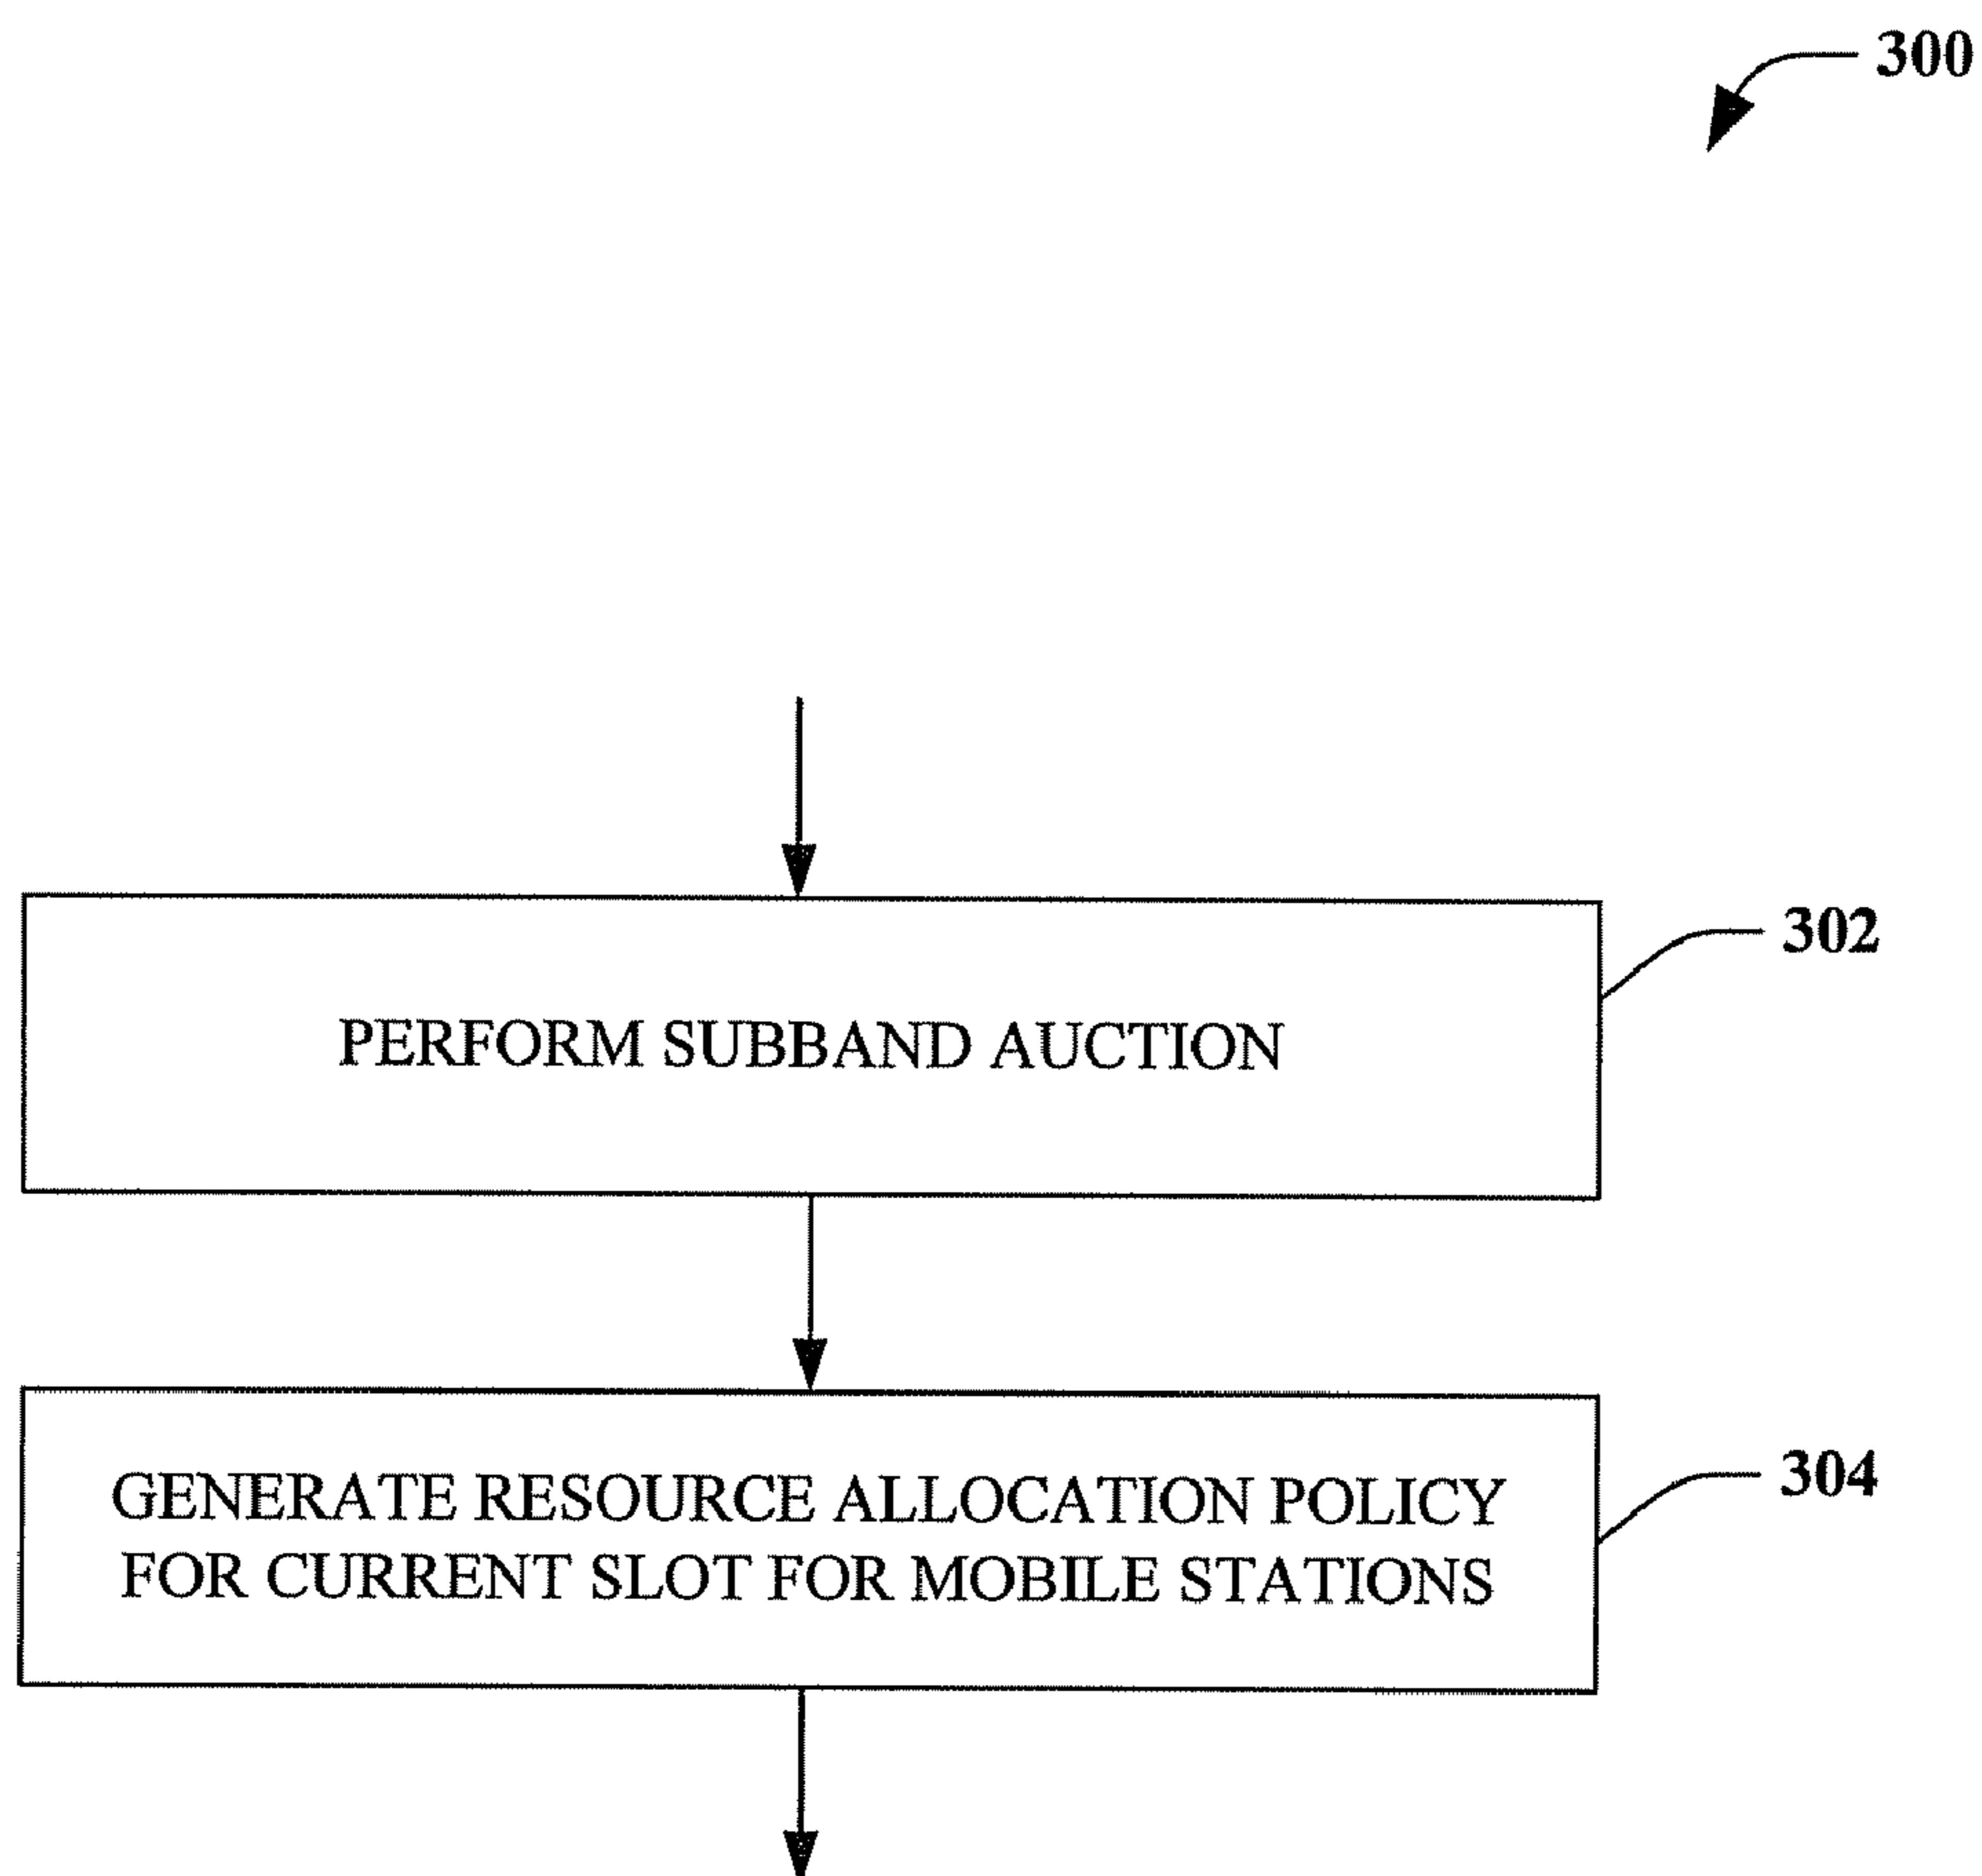 300
302
PERFORM SUBBAND AUCTION
304
GENERATE RESOURCE ALLOCATION POLICY
FOR CURRENT SLOT FOR MOBILE STATIONS